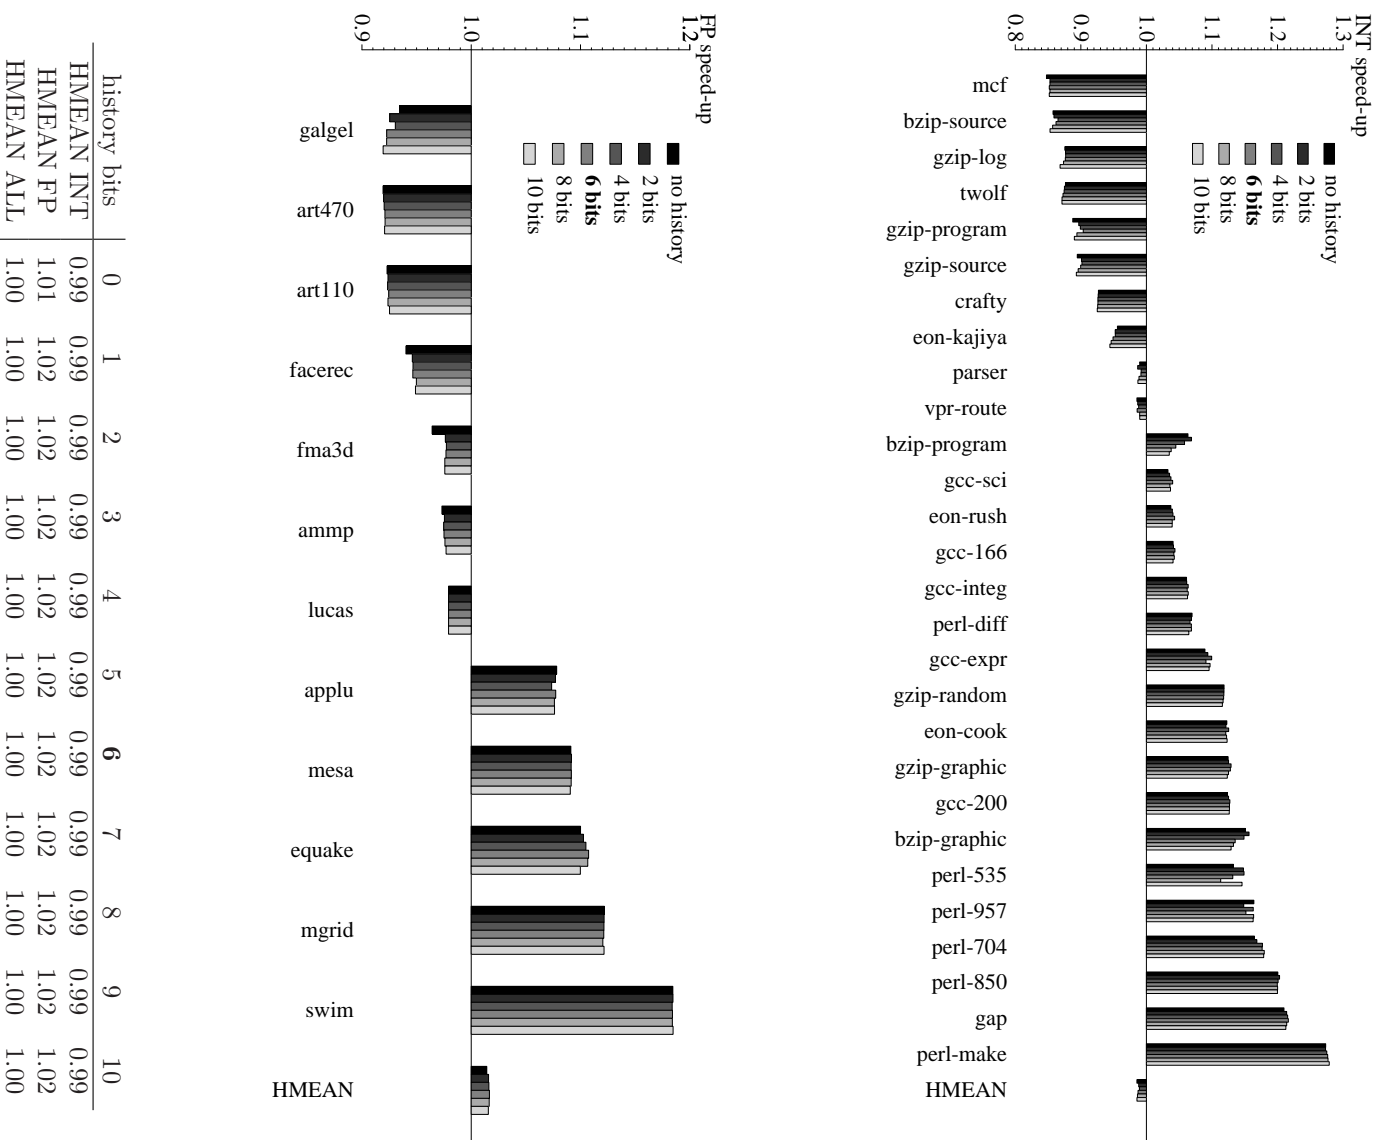 INT speed-up
1.3
1.2
1.1
1.0
0.9
0.8
no history
2 bits
4 bits
6 bits
8 bits
10 bits
mcf
bzip-source
gzip-log
twolf
gzip-program
gzip-source
crafty
eon-kajiya
parser
vpr-route
bzip-program
gcc-sci
eon-rush
gcc-166
gcc-integ
perl-diff
gcc-expr
gzip-random
eon-cook
gzip-graphic
gcc-200
bzip-graphic
perl-535
perl-957
perl-704
perl-850
gap
perl-make
HMEAN
FP speed-up
1.2
1.1
1.0
0.9
no history
2 bits
4 bits
6 bits
8 bits
10 bits
galgel
art470
art110
facerec
fma3d
ammp
lucas
applu
mesa
equake
mgrid
swim
HMEAN
history bits 0 1 2 3 4 5 6 7 8 9 10
HMEAN INT 0.99 0.99 0.99 0.99 0.99 0.99 0.99 0.99 0.99 0.99 0.99
HMEAN FP 1.01 1.02 1.02 1.02 1.02 1.02 1.02 1.02 1.02 1.02 1.02
HMEAN ALL 1.00 1.00 1.00 1.00 1.00 1.00 1.00 1.00 1.00 1.00 1.00